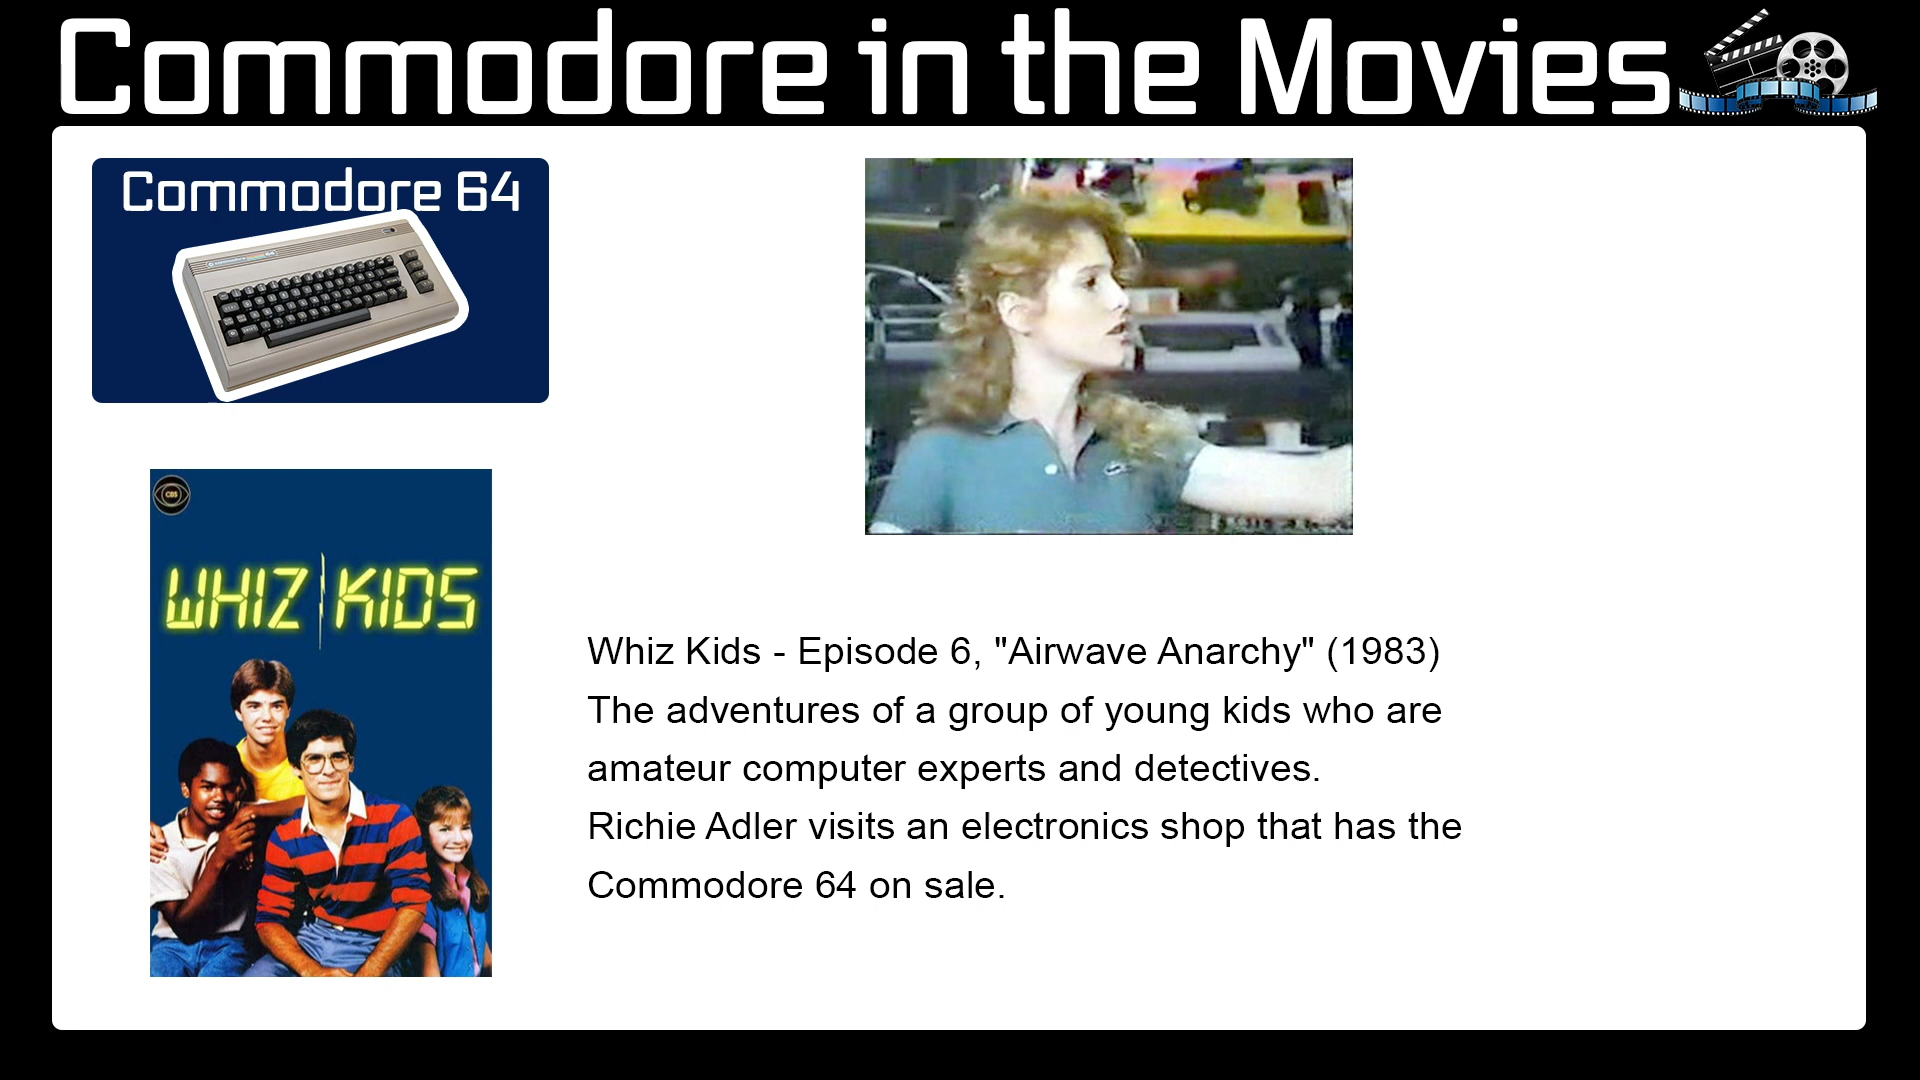 Commodore in the Movies
Commodore 64
CBS
WHIZ KIDS
Whiz Kids - Episode 6, "Airwave Anarchy" (1983)
The adventures of a group of young kids who are
amateur computer experts and detectives.
Richie Adler visits an electronics shop that has the
Commodore 64 on sale.